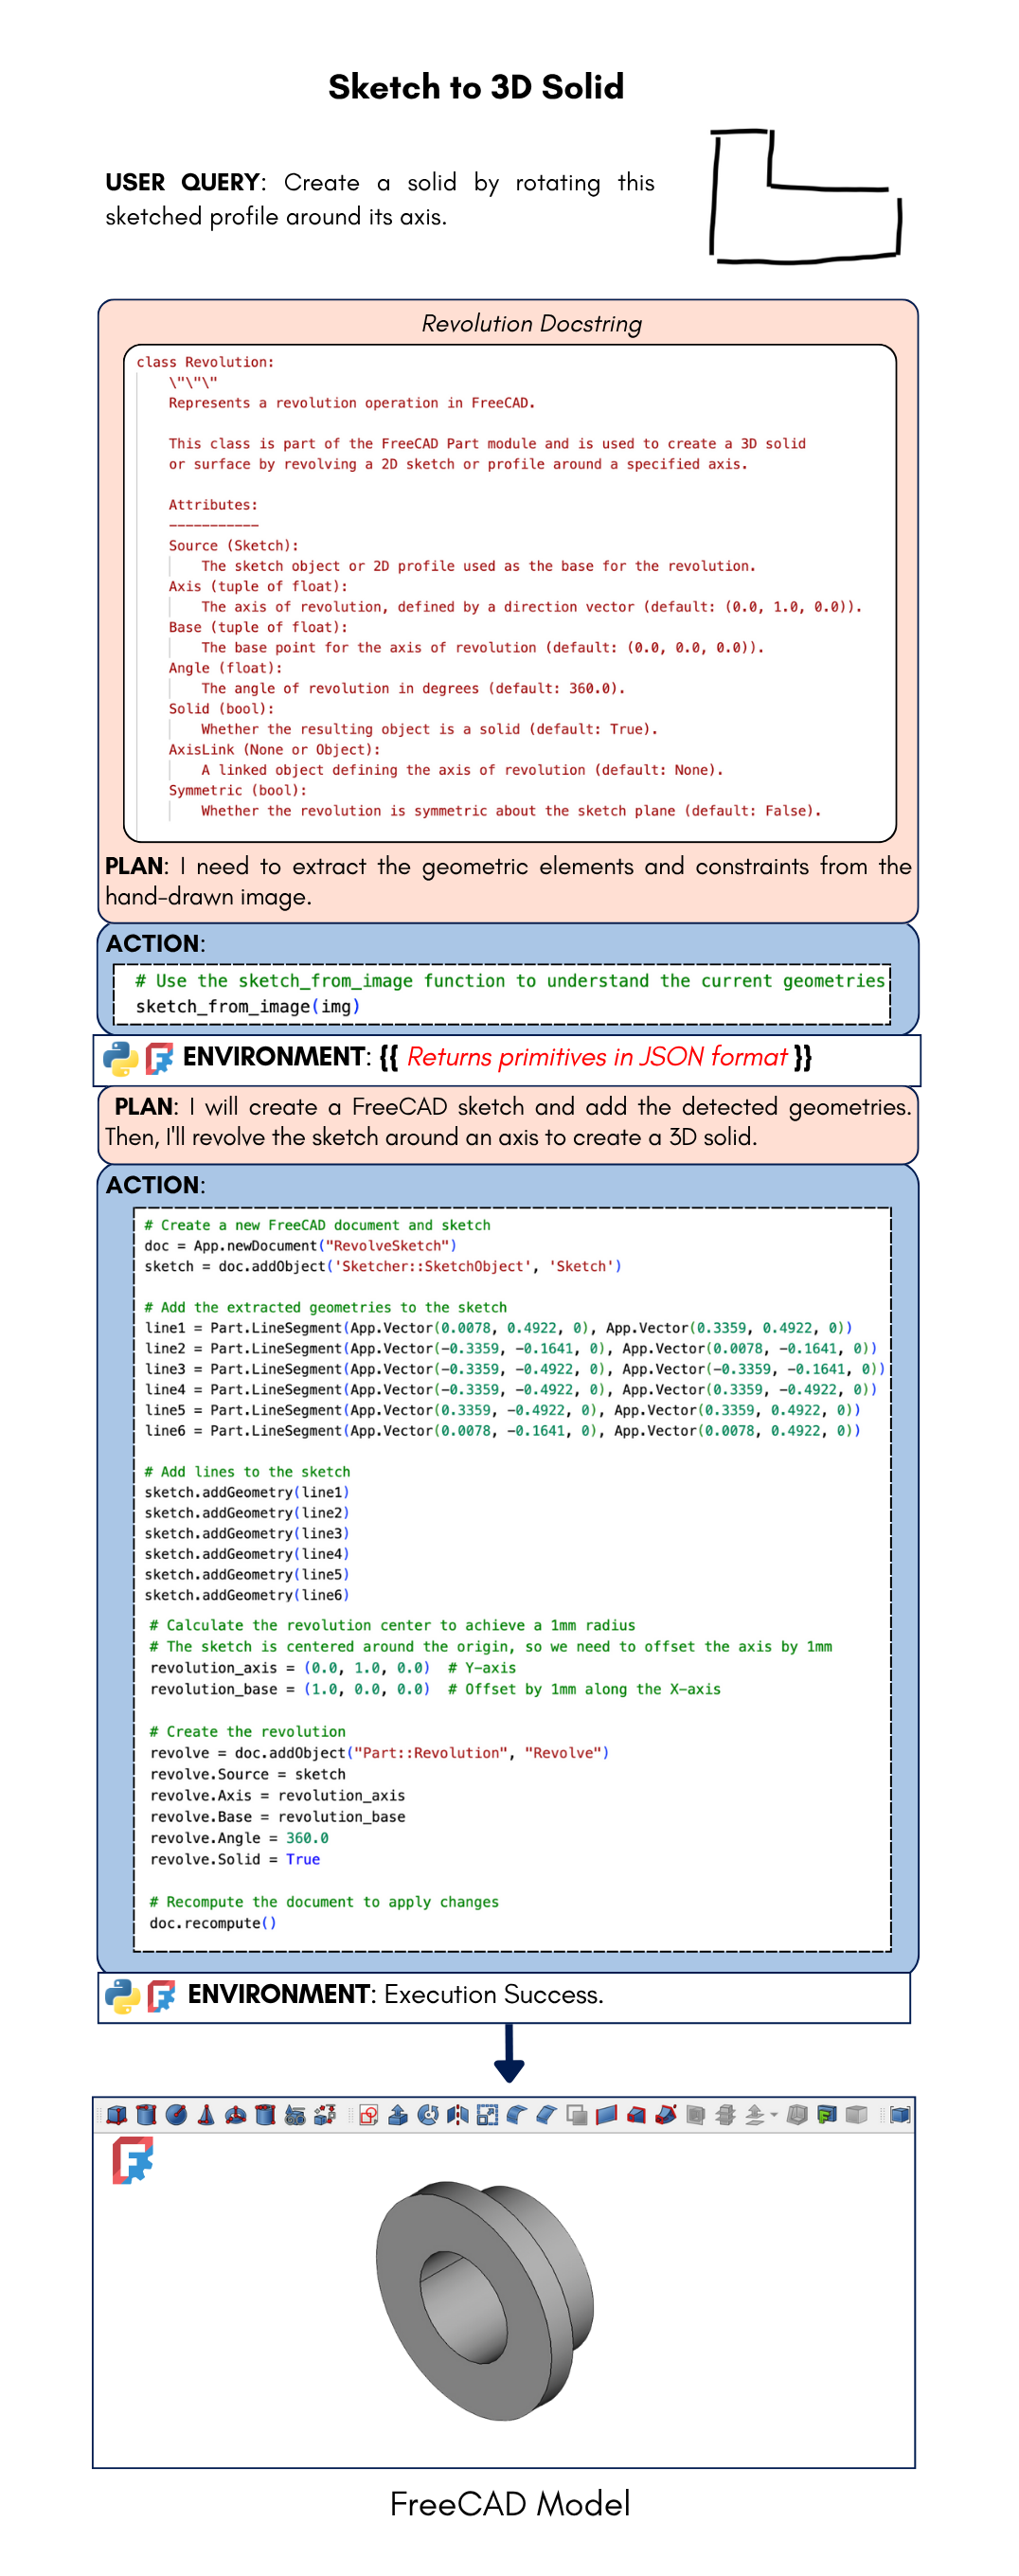 Sketch to 3D Solid
USER QUERY: Create a solid by rotating this
sketched profile around its axis.
Revolution Docstring
class Revolution:
\"\"\"
Represents a revolution operation in FreeCAD.
This class is part of the FreeCAD Part module and is used to create a 3D solid
or surface by revolving a 2D sketch or profile around a specified axis.
Attributes:
-----------
Source (Sketch):
The sketch object or 2D profile used as the base for the revolution.
Axis (tuple of float):
The axis of revolution, defined by a direction vector (default: (0.0, 1.0, 0.0)).
Base (tuple of float):
The base point for the axis of revolution (default: (0.0, 0.0, 0.0)).
Angle (float):
The angle of revolution in degrees (default: 360.0).
Solid (bool):
Whether the resulting object is a solid (default: True).
AxisLink (None or Object):
A linked object defining the axis of revolution (default: None).
Symmetric (bool):
Whether the revolution is symmetric about the sketch plane (default: False).
PLAN: I need to extract the geometric elements and constraints from the
hand-drawn image.
ACTION:
# Use the sketch_from_image function to understand the current geometries
sketch_from_image(img)
ENVIRONMENT: {{ Returns primitives in JSON format }}
PLAN: I will create a FreeCAD sketch and add the detected geometries.
Then, I'll revolve the sketch around an axis to create a 3D solid.
ACTION:
# Create a new FreeCAD document and sketch
doc = App.newDocument("RevolveSketch")
sketch = doc.addObject('Sketcher::SketchObject', 'Sketch')
# Add the extracted geometries to the sketch
line1 = Part.LineSegment(App.Vector(0.0078, 0.4922, 0), App.Vector(0.3359, 0.4922, 0))
line2 = Part.LineSegment(App.Vector(-0.3359, -0.1641, 0), App.Vector(0.0078, -0.1641, 0))
line3 = Part.LineSegment(App.Vector(-0.3359, -0.4922, 0), App.Vector(-0.3359, -0.1641, 0))
line4 = Part.LineSegment(App.Vector(-0.3359, -0.4922, 0), App.Vector(0.3359, -0.4922, 0))
line5 = Part.LineSegment(App.Vector(0.3359, -0.4922, 0), App.Vector(0.3359, 0.4922, 0))
line6 = Part.LineSegment(App.Vector(0.0078, -0.1641, 0), App.Vector(0.0078, 0.4922, 0))
# Add lines to the sketch
sketch.addGeometry(line1)
sketch.addGeometry(line2)
sketch.addGeometry(line3)
sketch.addGeometry(line4)
sketch.addGeometry(line5)
sketch.addGeometry(line6)
# Calculate the revolution center to achieve a 1mm radius
# The sketch is centered around the origin, so we need to offset the axis by 1mm
revolution_axis = (0.0, 1.0, 0.0)  # Y-axis
revolution_base = (1.0, 0.0, 0.0)  # Offset by 1mm along the X-axis
# Create the revolution
revolve = doc.addObject("Part::Revolution", "Revolve")
revolve.Source = sketch
revolve.Axis = revolution_axis
revolve.Base = revolution_base
revolve.Angle = 360.0
revolve.Solid = True
# Recompute the document to apply changes
doc.recompute()
ENVIRONMENT: Execution Success.
FreeCAD Model